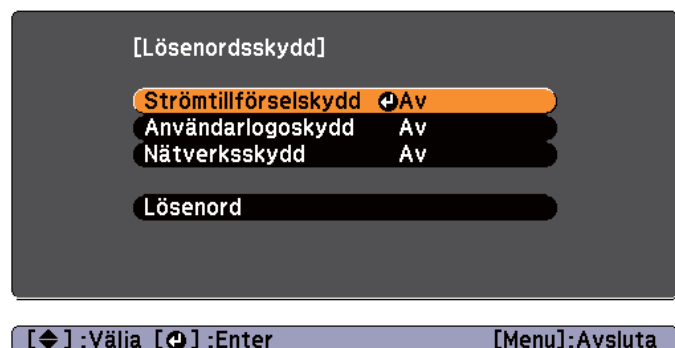 [Lösenordsskydd]
Strömtillförselskydd Av
Användarlogoskydd Av
Nätverksskydd Av
Lösenord
[◆] :Välja [⏎] :Enter [Menu]:Avsluta